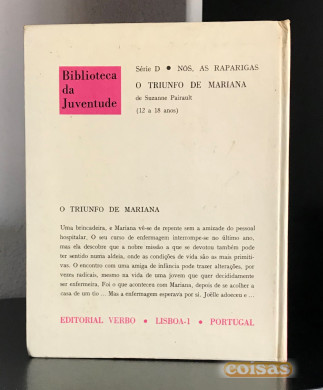 Biblioteca
da
Juventude
Série D • NÓS, AS RAPARIGAS
O TRIUNFO DE MARIANA
de Suzanne Pairault
(12 a 18 anos)
O TRIUNFO DE MARIANA
Uma brincadeira, e Mariana vê-se de repente sem a amizade do pessoal
hospitalar. O seu curso de enfermagem interrompe-se no último ano,
mas ela descobre que a nobre missão a que se devotou também pode
ter sentido numa aldeia, onde as condições de vida são as mais primiti-
vas. O encontro com uma amiga de infância pode trazer alterações, por
vezes radicais, mesmo na vida de uma jovem que quer decididamente
ser enfermeira. Foi o que aconteceu com Mariana, depois de se acolher a
casa de um tio ... Mas a enfermagem esperava por si. Joëlle adoeceu e ...
EDITORIAL VERBO • LISBOA-1 • PORTUGAL
coisas